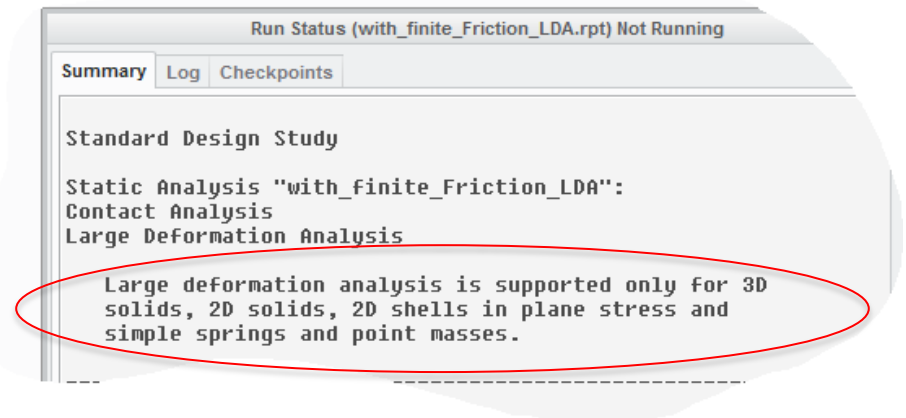 Run Status (with_finite_Friction_LDA.rpt) Not Running
Summary Log Checkpoints
Standard Design Study
Static Analysis "with_finite_Friction_LDA":
Contact Analysis
Large Deformation Analysis
Large deformation analysis is supported only for 3D
solids, 2D solids, 2D shells in plane stress and
simple springs and point masses.